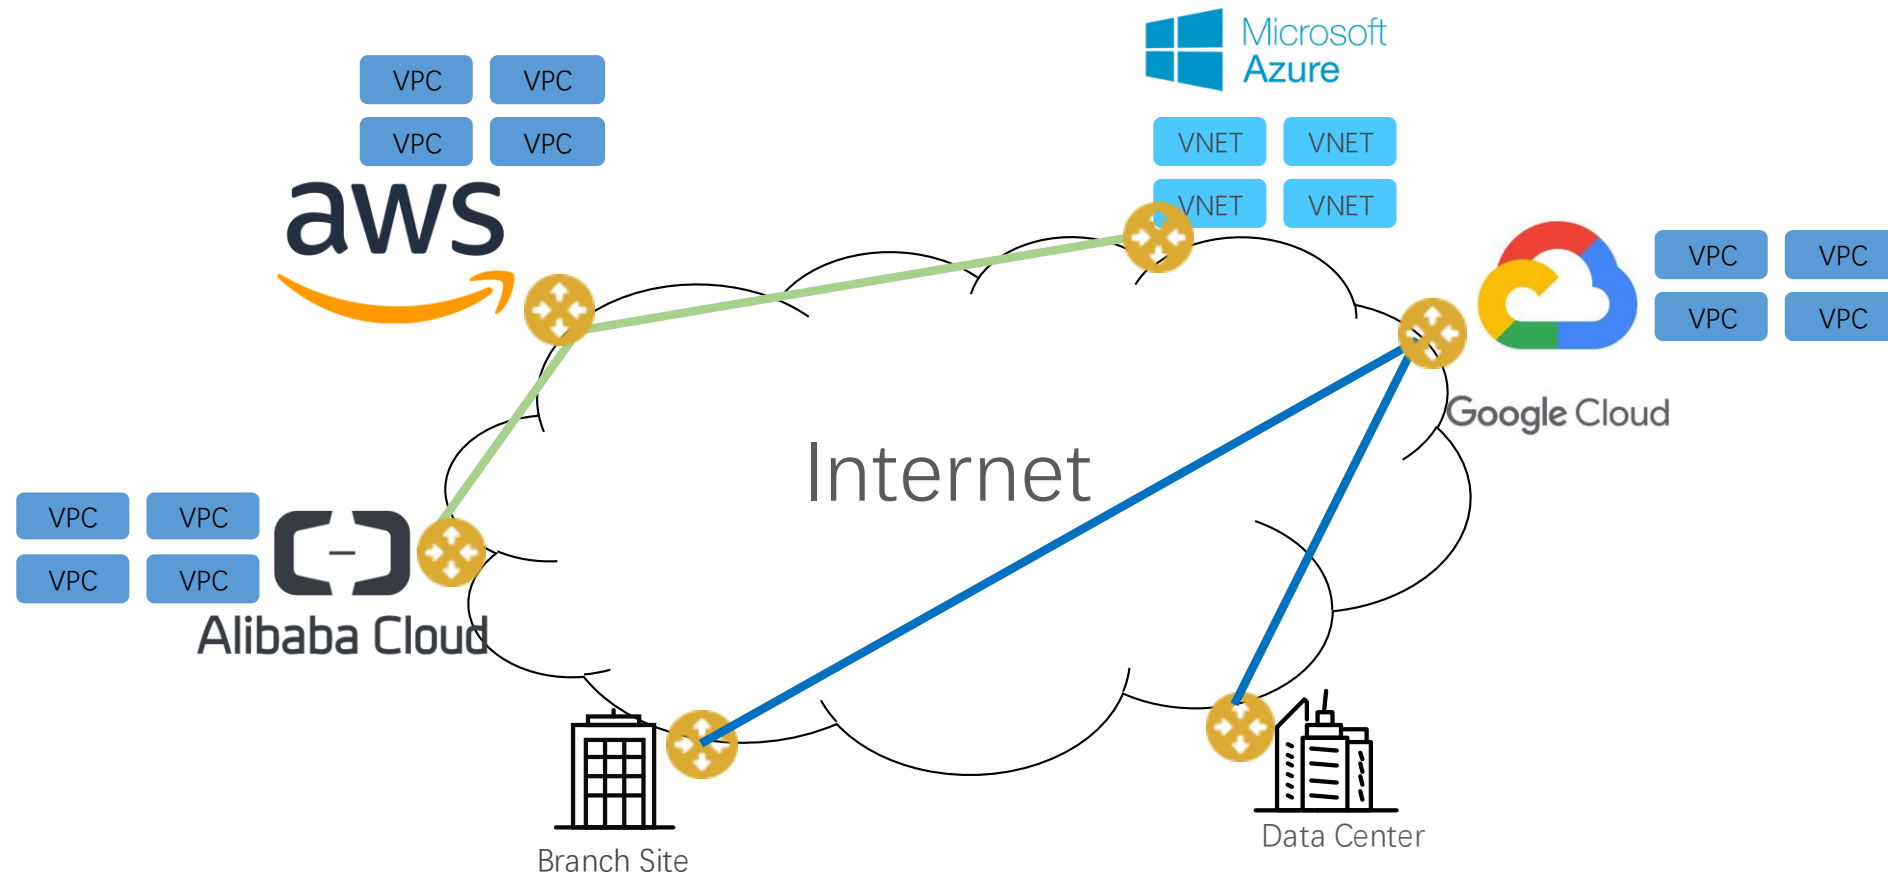 Microsoft
Azure
VPC VPC
VPC VPC
VNET VNET
VNET VNET
aws
VPC VPC
VPC VPC
Google Cloud
Internet
VPC VPC
VPC VPC
Alibaba Cloud
Branch Site
Data Center